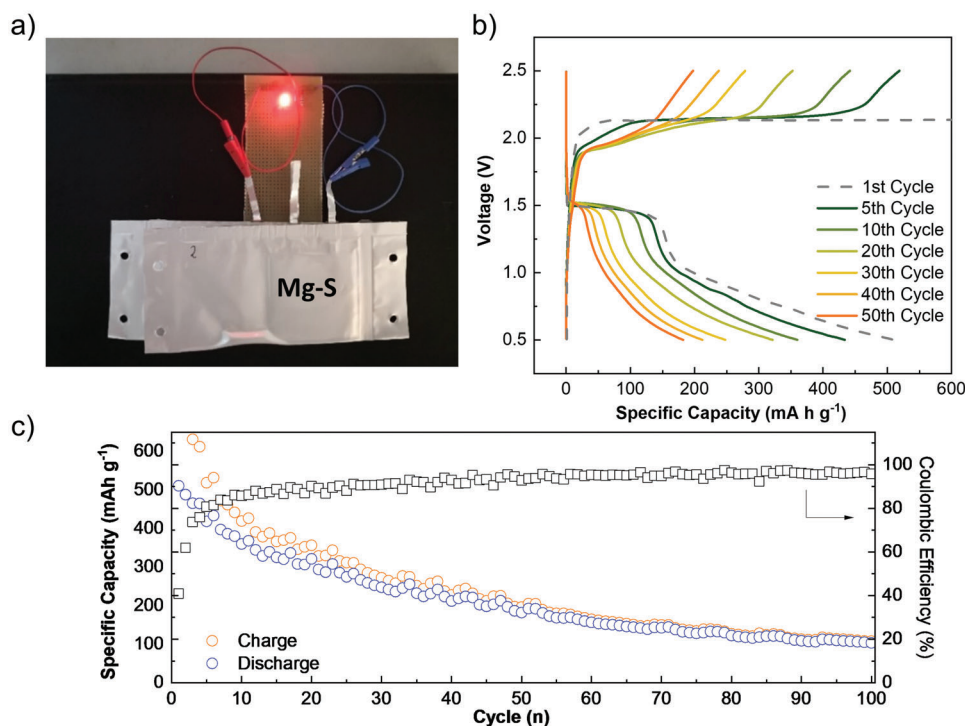 a)
2
Mg-S
b)
Voltage (V)
2.5
2.0
1.5
1.0
0.5
1st Cycle
5th Cycle
10th Cycle
20th Cycle
30th Cycle
40th Cycle
50th Cycle
0 100 200 300 400 500 600
Specific Capacity (mA h g⁻¹)
c)
Specific Capacity (mAh g⁻¹)
600
500
400
300
200
100
0
Charge
Discharge
100
80
60
40
20
0
Coulombic Efficiency (%)
0 10 20 30 40 50 60 70 80 90 100
Cycle (n)